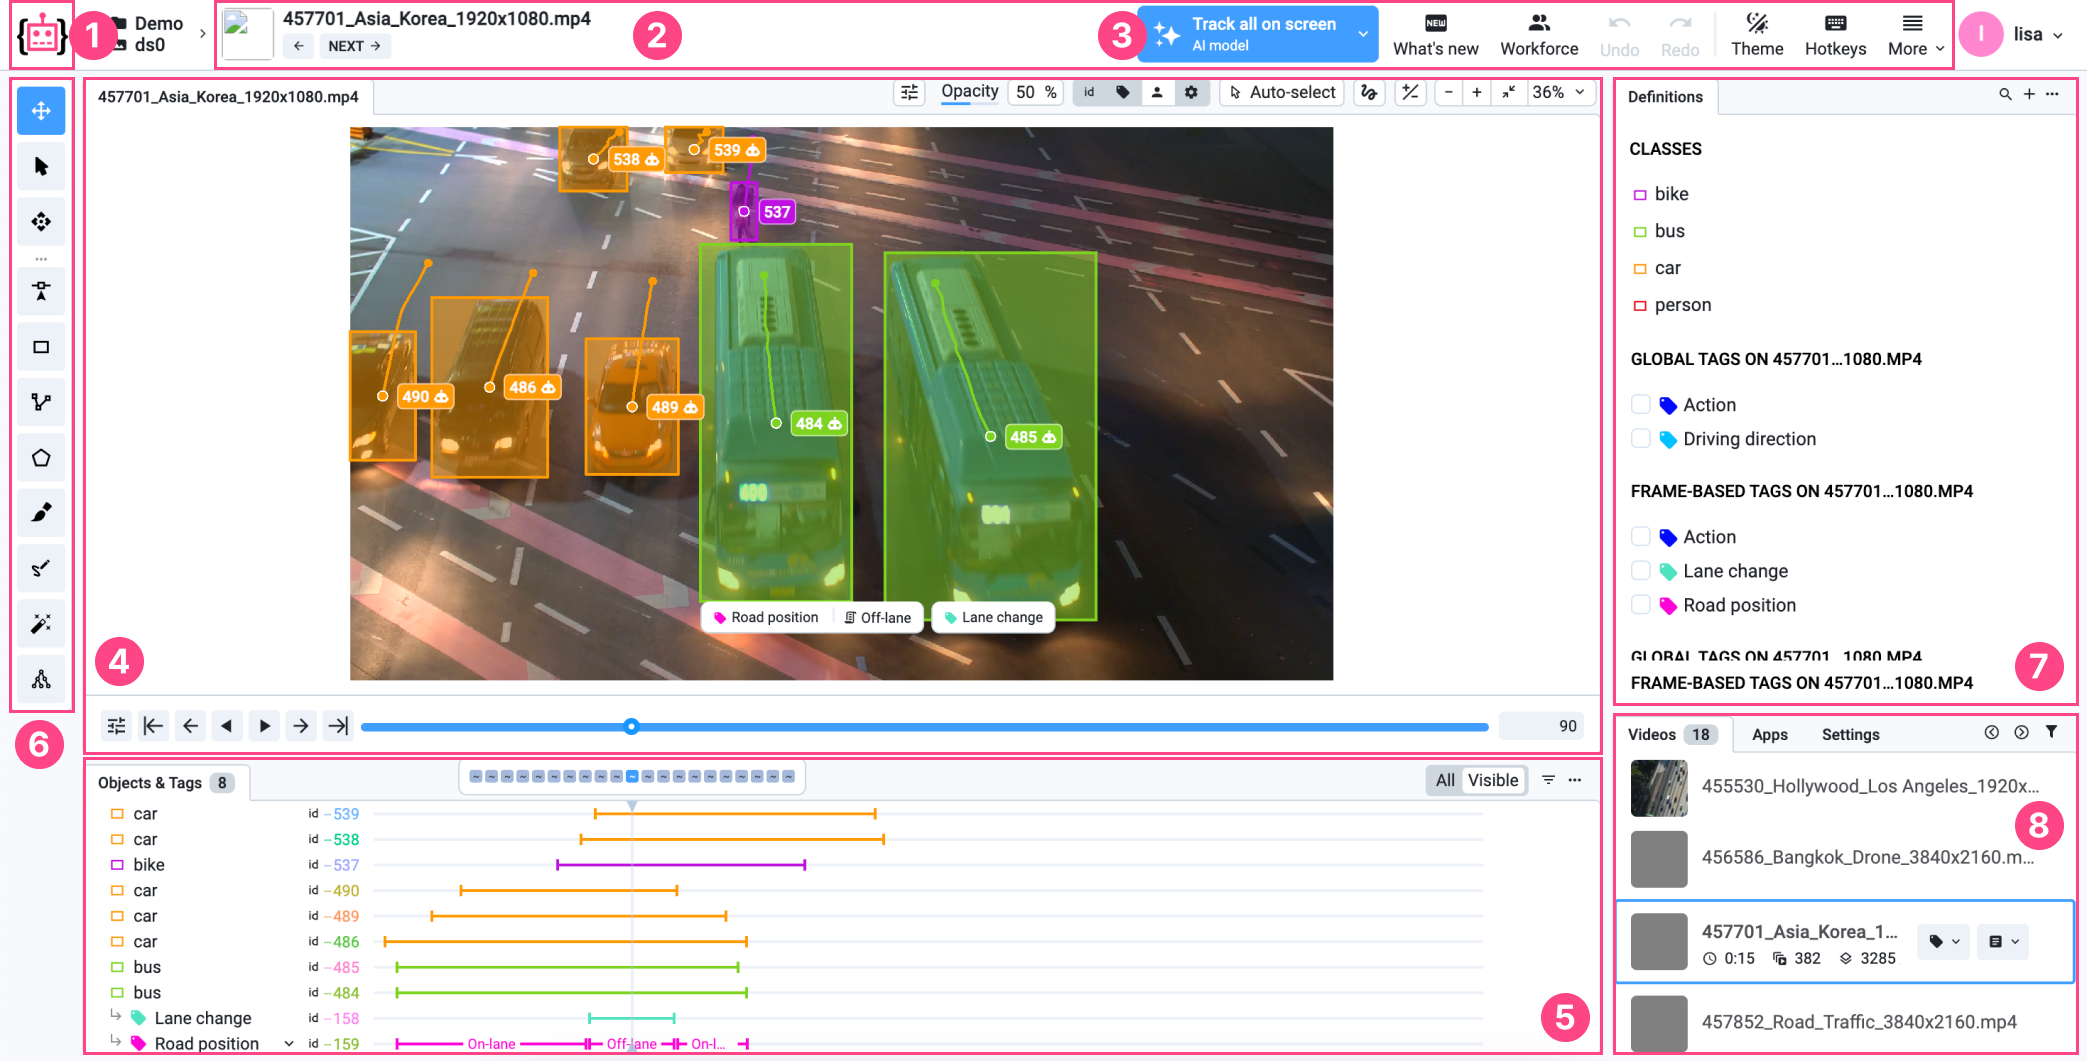 1
Demo
ds0
457701_Asia_Korea_1920x1080.mp4
NEXT
2
3
Track all on screen
AI model
NEW
What's new
Workforce
Undo
Redo
Theme
Hotkeys
More
l
lisa
457701_Asia_Korea_1920x1080.mp4
Opacity
50 %
id
Auto-select
36%
538
539
537
490
486
489
484
485
400
Road position
Off-lane
Lane change
4
90
6
Objects & Tags 8
All
Visible
car id 539
car id 538
bike id 537
car id 490
car id 489
car id 486
bus id 485
bus id 484
Lane change id 158
Road position id 159 On-lane Off-lane On-l...
5
Definitions
CLASSES
bike
bus
car
person
GLOBAL TAGS ON 457701...1080.MP4
Action
Driving direction
FRAME-BASED TAGS ON 457701...1080.MP4
Action
Lane change
Road position
GLOBAL TAGS ON 457701...1080.MP4
FRAME-BASED TAGS ON 457701...1080.MP4
7
Videos 18
Apps
Settings
455530_Hollywood_Los Angeles_1920x...
8
456586_Bangkok_Drone_3840x2160.m...
457701_Asia_Korea_1...
0:15 382 3285
457852_Road_Traffic_3840x2160.mp4